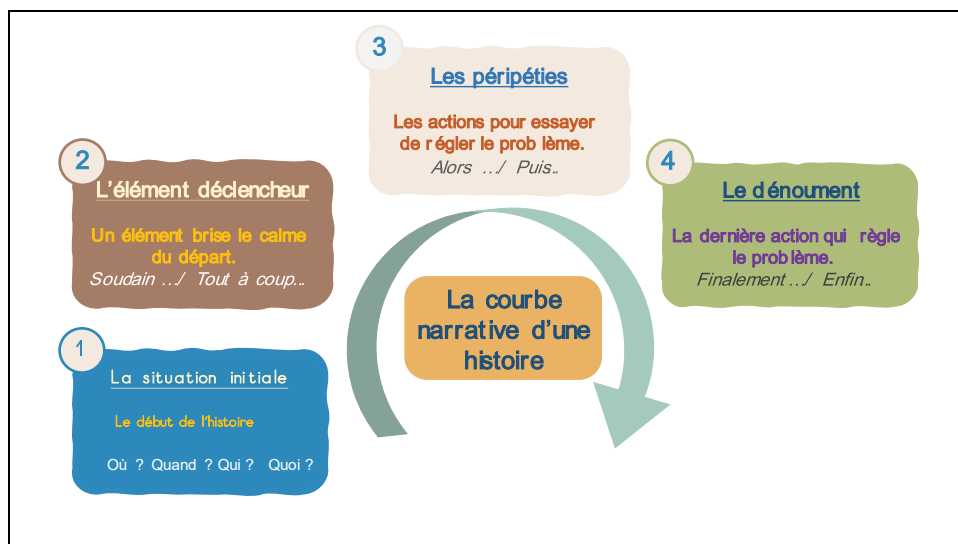 1
La situation initiale
Le début de l'histoire
Où ? Quand ? Qui ? Quoi ?
2
L'élément déclencheur
Un élément brise le calme
du départ.
Soudain .../ Tout à coup...
3
Les péripéties
Les actions pour essayer
de régler le problème.
Alors .../ Puis..
4
Le dénoument
La dernière action qui règle
le problème.
Finalement .../ Enfin..
La courbe
narrative d'une
histoire